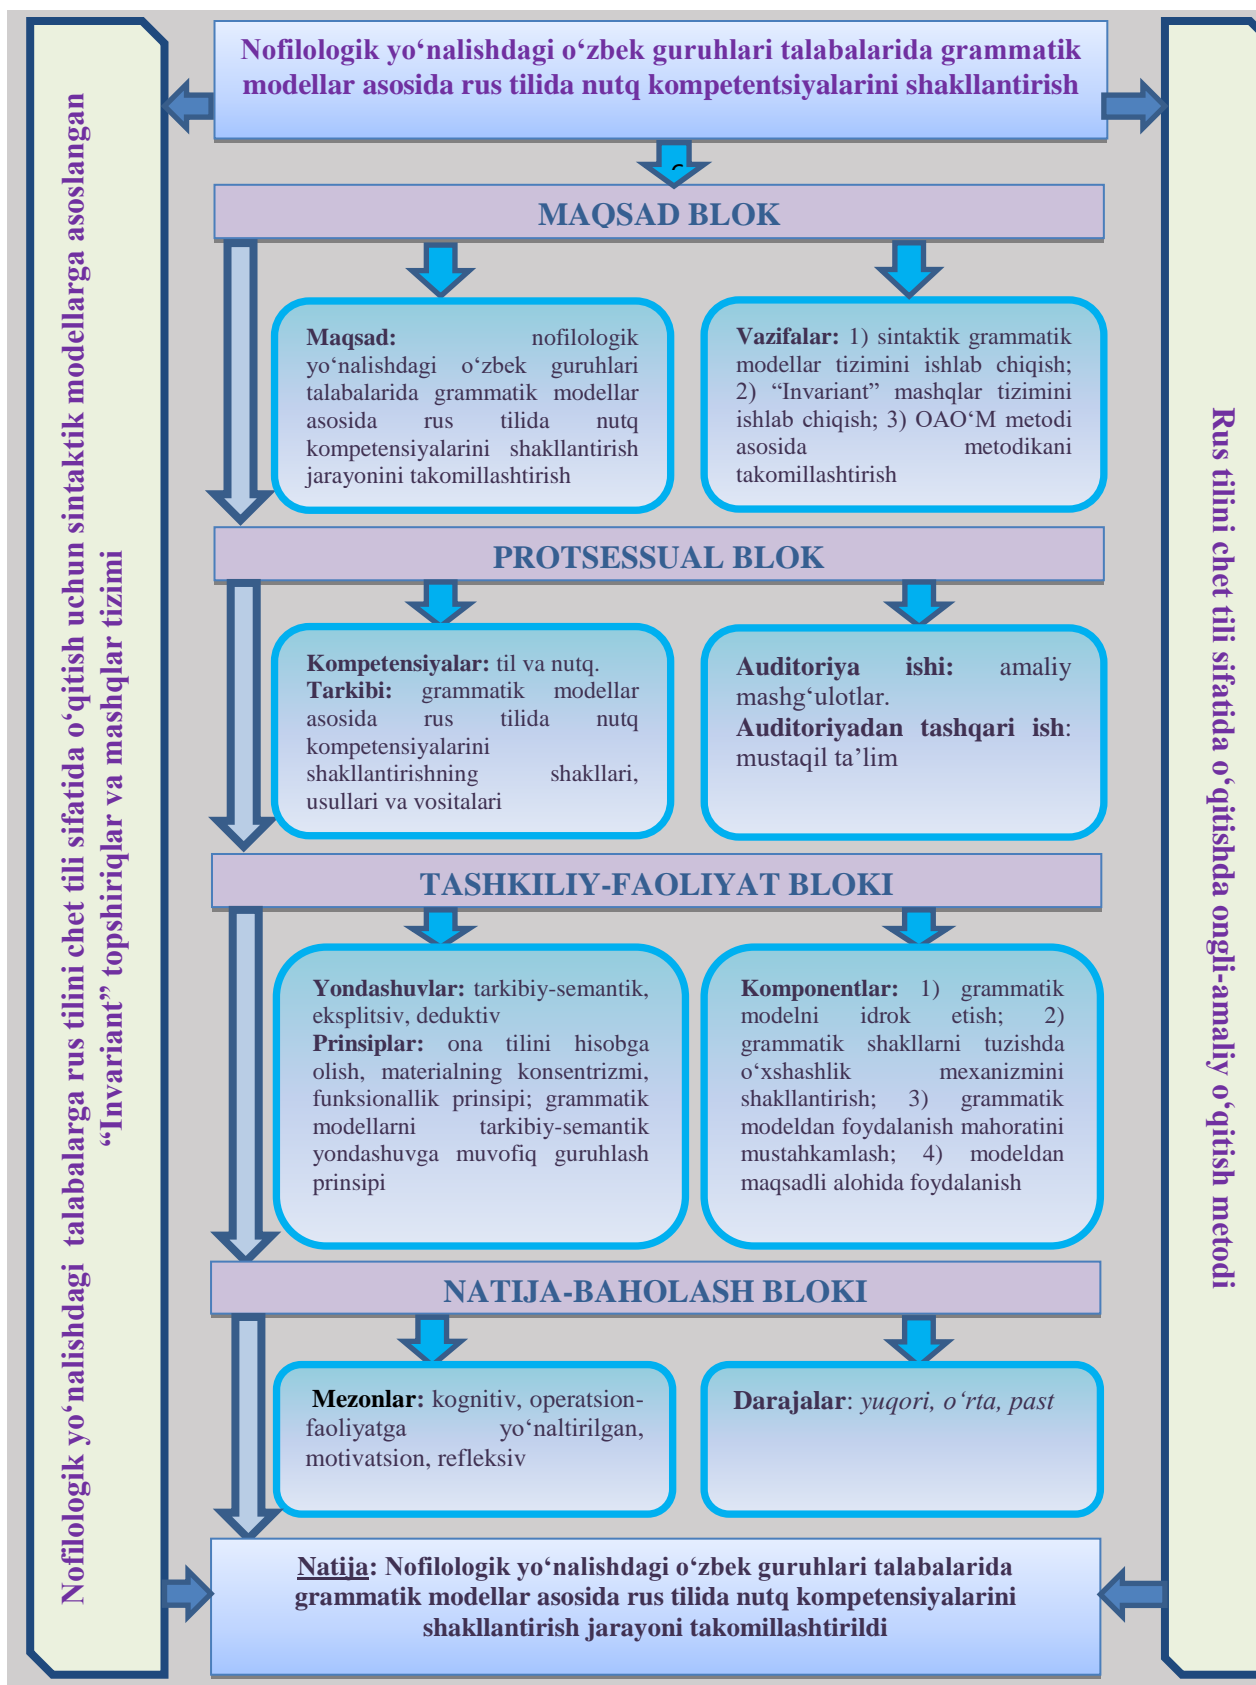 Nofilologik yo‘nalishdagi o‘zbek guruhlari talabalarida grammatik
modellar asosida rus tilida nutq kompetentsiyalarini shakllantirish
MAQSAD BLOK
Maqsad: nofilologik
yo‘nalishdagi o‘zbek guruhlari
talabalarida grammatik modellar
asosida rus tilida nutq
kompetensiyalarini shakllantirish
jarayonini takomillashtirish
Vazifalar: 1) sintaktik grammatik
modellar tizimini ishlab chiqish;
2) “Invariant” mashqlar tizimini
ishlab chiqish; 3) OAO‘M metodi
asosida metodikani
takomillashtirish
PROTSESSUAL BLOK
Kompetensiyalar: til va nutq.
Tarkibi: grammatik modellar
asosida rus tilida nutq
kompetensiyalarini
shakllantirishning shakllari,
usullari va vositalari
Auditoriya ishi: amaliy
mashg‘ulotlar.
Auditoriyadan tashqari ish:
mustaqil ta’lim
TASHKILIY-FAOLIYAT BLOKI
Yondashuvlar: tarkibiy-semantik,
eksplitsiv, deduktiv
Prinsiplar: ona tilini hisobga
olish, materialning konsentrizmi,
funksionallik prinsipi; grammatik
modellarni tarkibiy-semantik
yondashuvga muvofiq guruhlash
prinsipi
Komponentlar: 1) grammatik
modelni idrok etish; 2)
grammatik shakllarni tuzishda
o‘xshashlik mexanizmini
shakllantirish; 3) grammatik
modeldan foydalanish mahoratini
mustahkamlash; 4) modeldan
maqsadli alohida foydalanish
NATIJA-BAHOLASH BLOKI
Mezonlar: kognitiv, operatsion-
faoliyatga yo‘naltirilgan,
motivatsion, refleksiv
Darajalar: yuqori, o‘rta, past
Natija: Nofilologik yo‘nalishdagi o‘zbek guruhlari talabalarida
grammatik modellar asosida rus tilida nutq kompetensiyalarini
shakllantirish jarayoni takomillashtirildi
Nofilologik yo‘nalishdagi talabalarga rus tilini chet tili sifatida o‘qitish uchun sintaktik modellarga asoslangan
“Invariant” topshiriqlar va mashqlar tizimi
Rus tilini chet tili sifatida o‘qitishda ongli-amaliy o‘qitish metodi